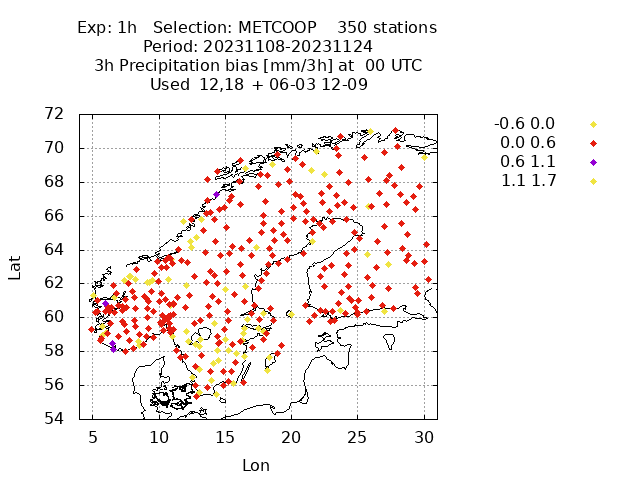 Exp: 1h   Selection: METCOOP    350 stations
Period: 20231108-20231124
3h Precipitation bias [mm/3h] at  00 UTC
Used 12,18 + 06-03 12-09
-0.6 0.0
0.0 0.6
0.6 1.1
1.1 1.7
72
70
68
66
64
62
60
58
56
54
Lat
5 10 15 20 25 30
Lon